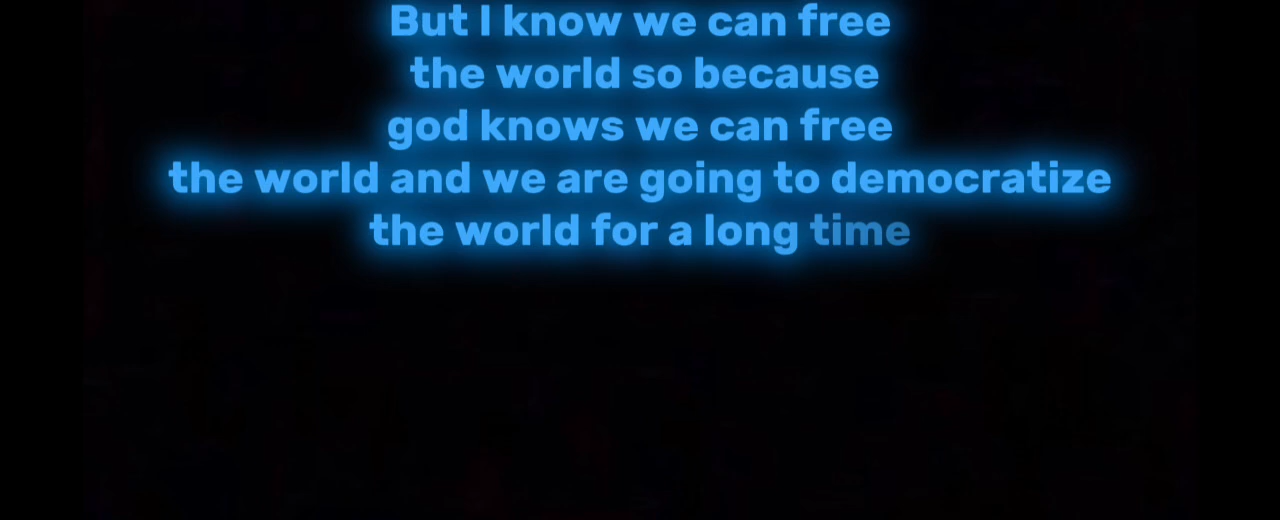 But I know we can free
the world so because
god knows we can free
the world and we are going to democratize
the world for a long time